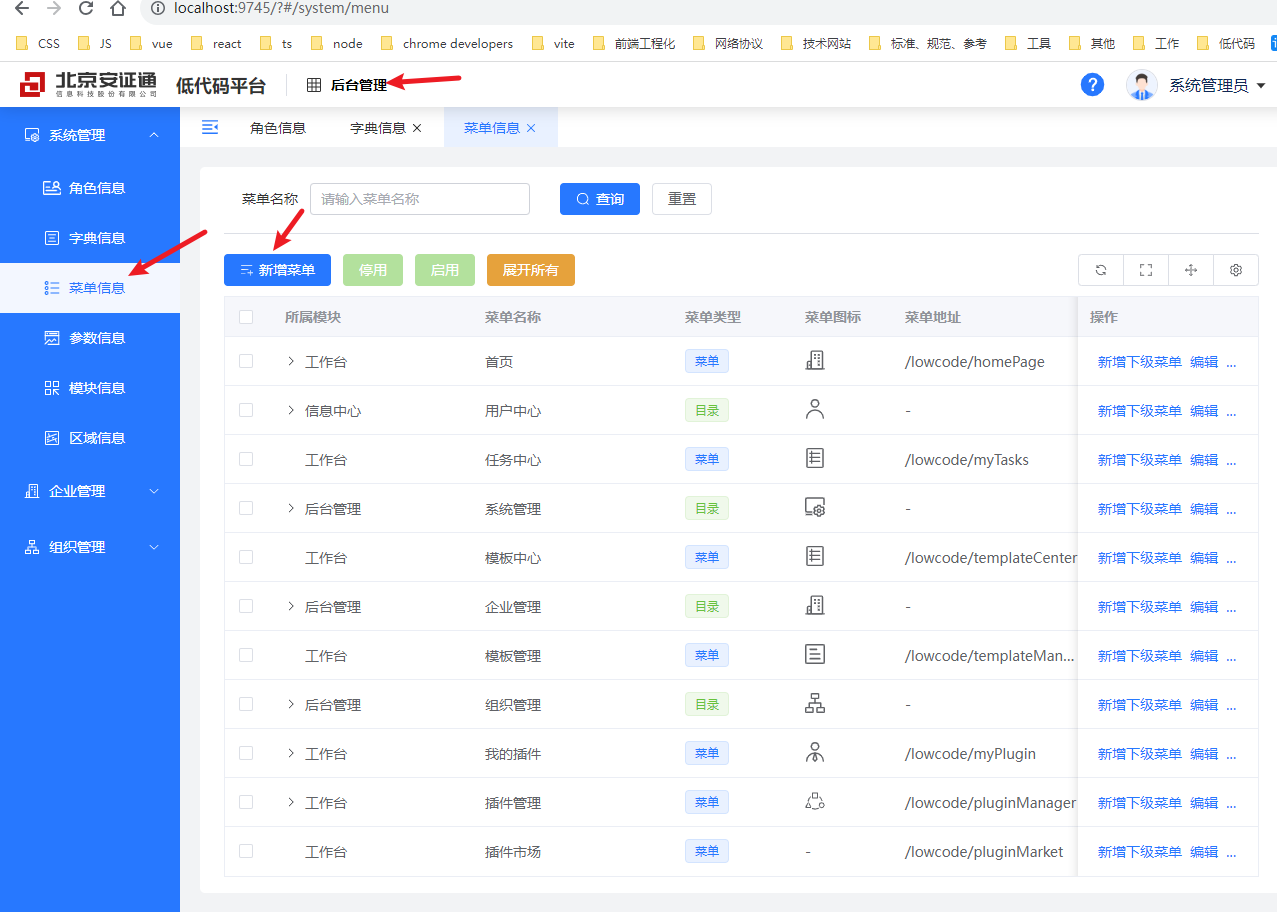 localhost:9745/?#/system/menu
CSS JS vue react ts node chrome developers vite 前端工程化 网络协议 技术网站 标准、规范、参考 工具 其他 工作 低代码
北京安证通 低代码平台 后台管理 ? 系统管理员
信息科技股份有限公司
系统管理 角色信息 字典信息 菜单信息
角色信息
字典信息
菜单信息
参数信息
模块信息
区域信息
企业管理
组织管理
菜单名称 请输入菜单名称 查询 重置
新增菜单 停用 启用 展开所有
所属模块 菜单名称 菜单类型 菜单图标 菜单地址 操作
工作台 首页 菜单 /lowcode/homePage 新增下级菜单 编辑 ...
信息中心 用户中心 目录 - 新增下级菜单 编辑 ...
工作台 任务中心 菜单 /lowcode/myTasks 新增下级菜单 编辑 ...
后台管理 系统管理 目录 - 新增下级菜单 编辑 ...
工作台 模板中心 菜单 /lowcode/templateCenter 新增下级菜单 编辑 ...
后台管理 企业管理 目录 - 新增下级菜单 编辑 ...
工作台 模板管理 菜单 /lowcode/templateMan... 新增下级菜单 编辑 ...
后台管理 组织管理 目录 - 新增下级菜单 编辑 ...
工作台 我的插件 菜单 /lowcode/myPlugin 新增下级菜单 编辑 ...
工作台 插件管理 菜单 /lowcode/pluginManager 新增下级菜单 编辑 ...
工作台 插件市场 菜单 - /lowcode/pluginMarket 新增下级菜单 编辑 ...